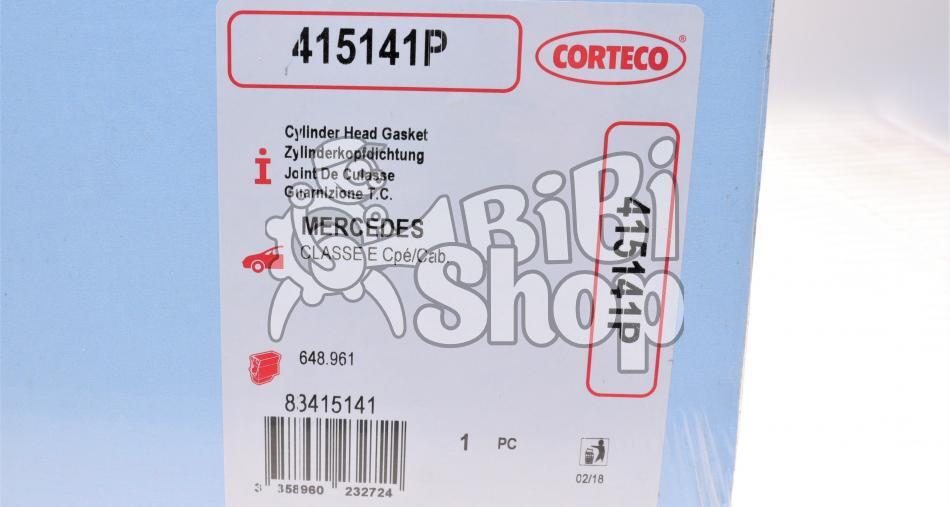 415141P
CORTECO®
Cylinder Head Gasket
Zylinderkopfdichtung
Joint De Culasse
Guarnizione T.C.
MERCEDES
CLASSE E Cpé/Cab.
BiBi
Shop
415141P
648.961
83415141
1 PC
3 358960 232724
02/18